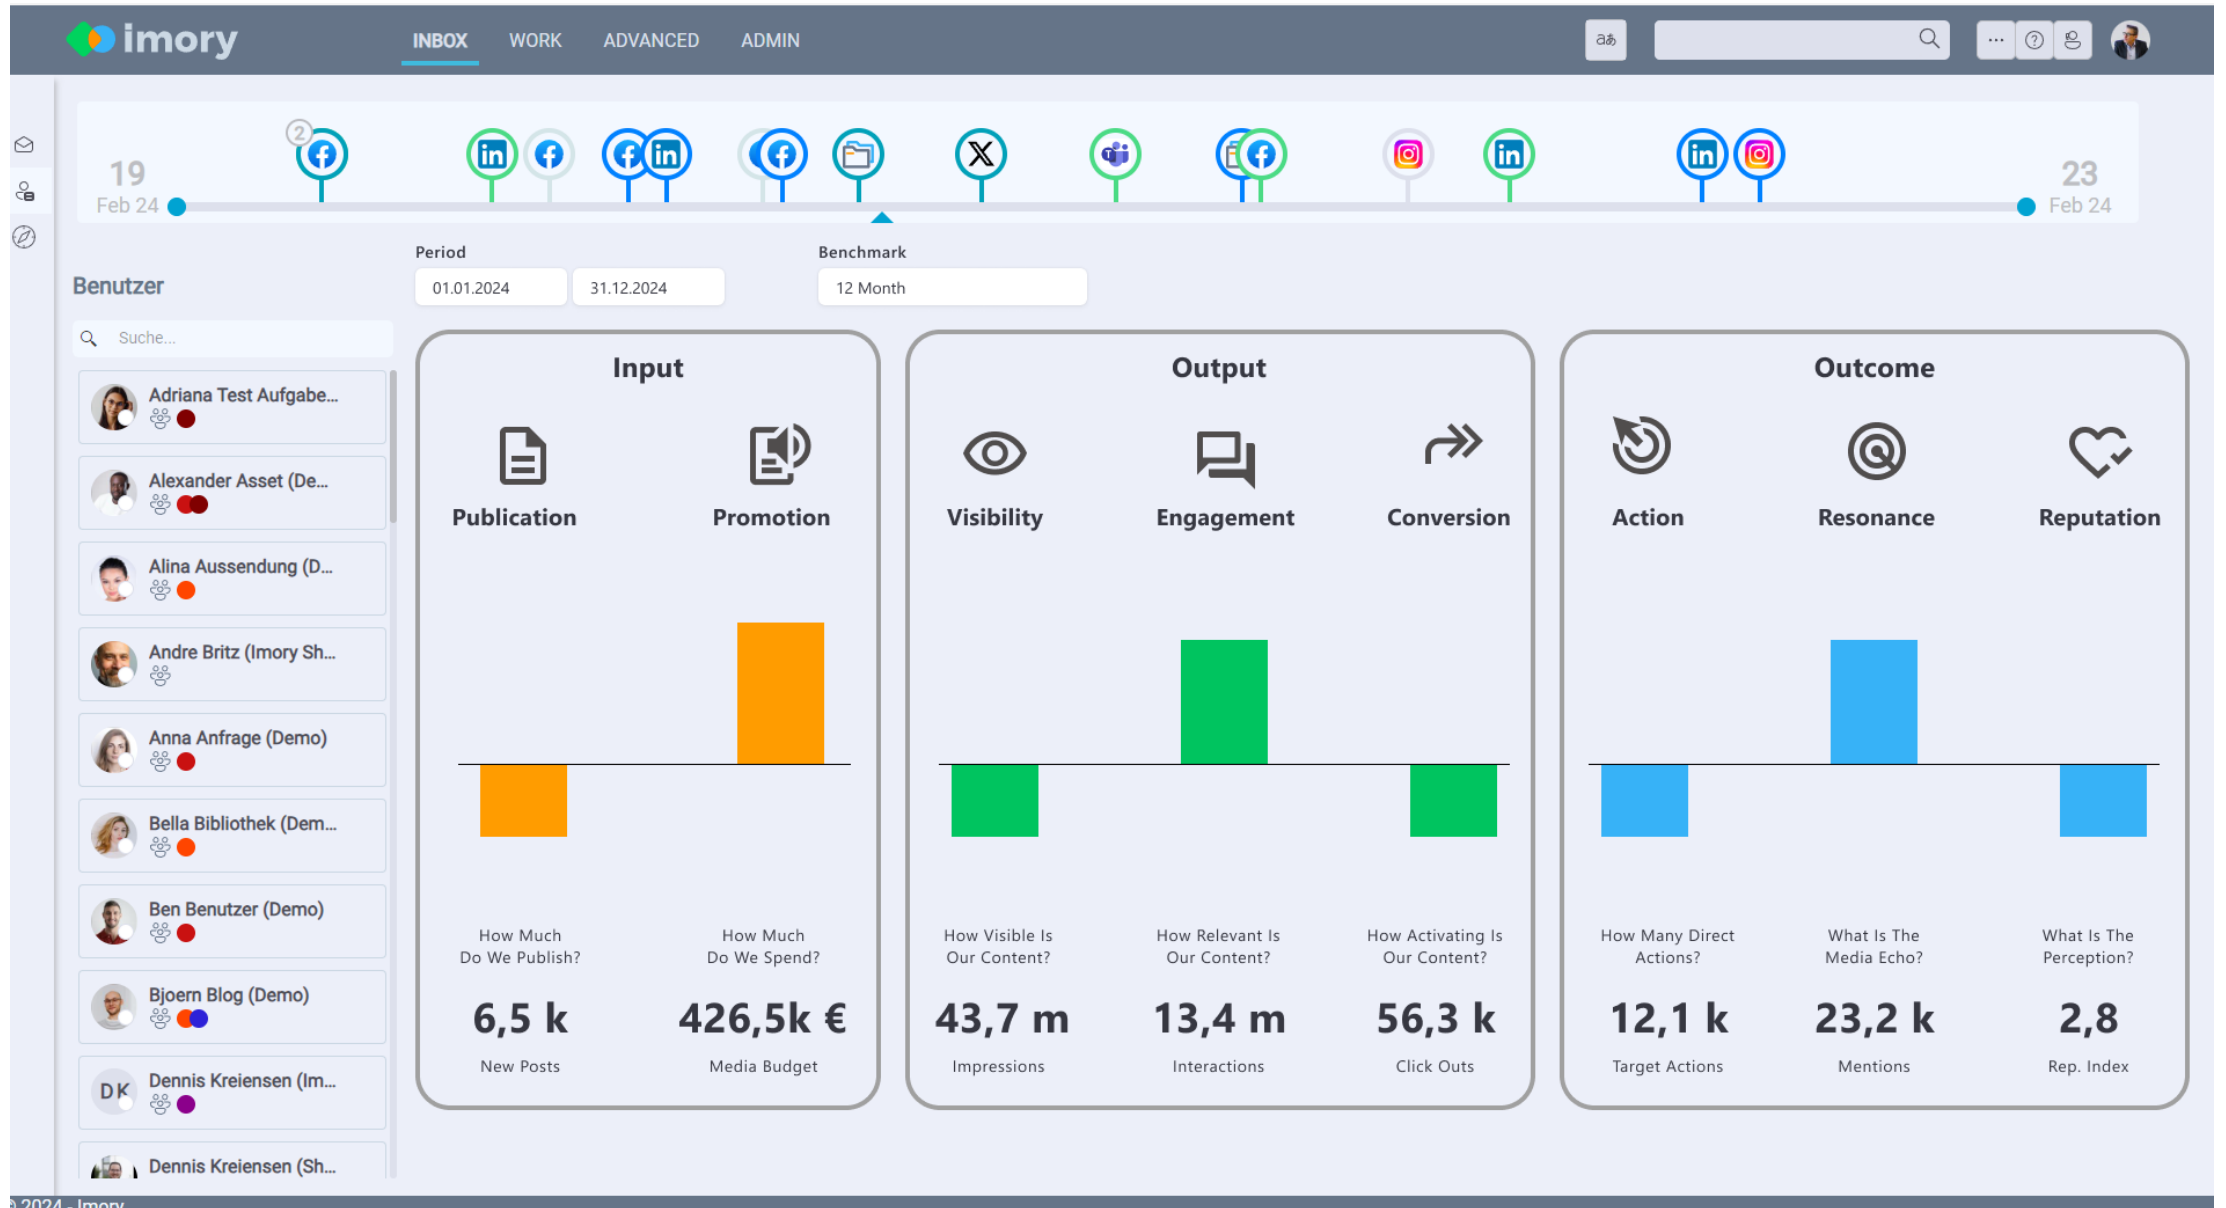 imory
INBOX WORK ADVANCED ADMIN
aあ
19
Feb 24
2
23
Feb 24
Period
Benchmark
Benutzer
01.01.2024 31.12.2024 12 Month
Suche...
Input
Output
Outcome
Publication Promotion
Visibility Engagement Conversion
Action Resonance Reputation
Adriana Test Aufgabe...
Alexander Asset (De...
Alina Aussendung (D...
Andre Britz (Imory Sh...
Anna Anfrage (Demo)
Bella Bibliothek (Dem...
Ben Benutzer (Demo)
Bjoern Blog (Demo)
DK
Dennis Kreiensen (Im...
Dennis Kreiensen (Sh...
How Much
Do We Publish?
6,5 k
New Posts
How Much
Do We Spend?
426,5k €
Media Budget
How Visible Is
Our Content?
43,7 m
Impressions
How Relevant Is
Our Content?
13,4 m
Interactions
How Activating Is
Our Content?
56,3 k
Click Outs
How Many Direct
Actions?
12,1 k
Target Actions
What Is The
Media Echo?
23,2 k
Mentions
What Is The
Perception?
2,8
Rep. Index
© 2024 - Imory